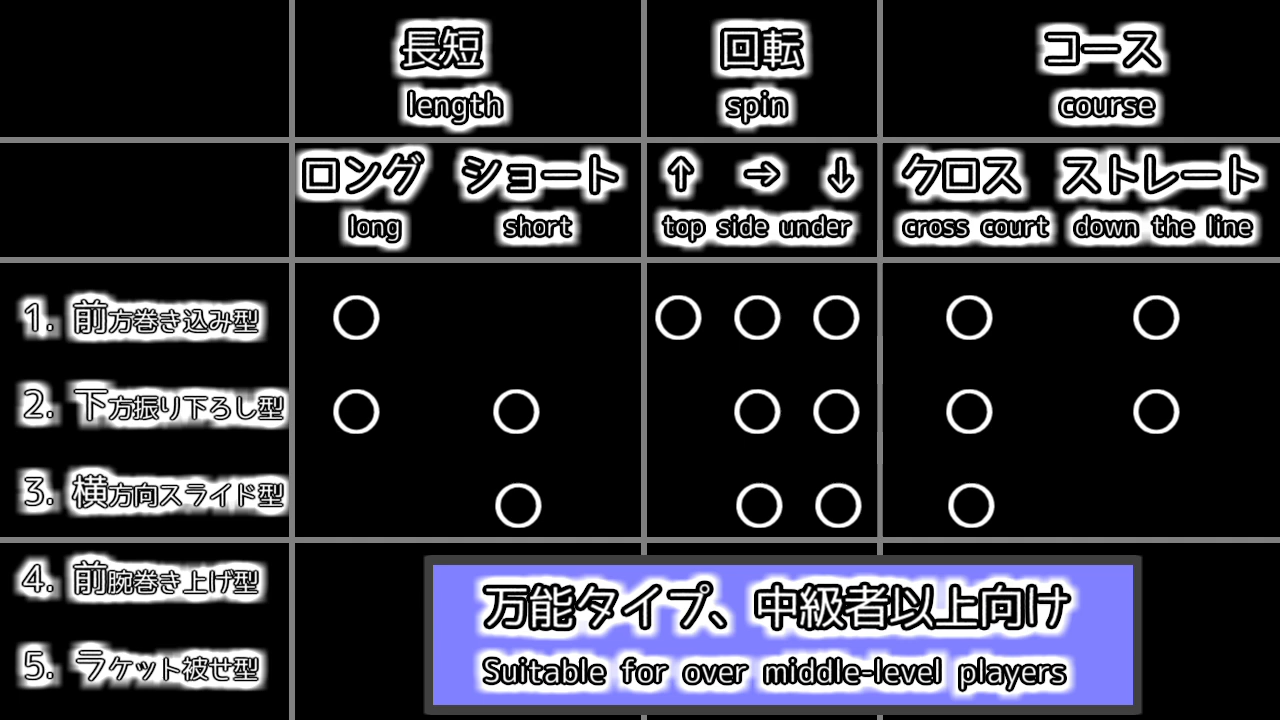 長短 回転 コース
length spin course
ロング ショート ↑ → ↓ クロス ストレート
long short top side under cross court down the line
1. 前方巻き込み型 ○ ○ ○ ○ ○ ○
2. 下方振り下ろし型 ○ ○ ○ ○ ○ ○
3. 横方向スライド型 ○ ○ ○ ○
4. 前腕巻き上げ型
万能タイプ、中級者以上向け
5. ラケット被せ型
Suitable for over middle-level players